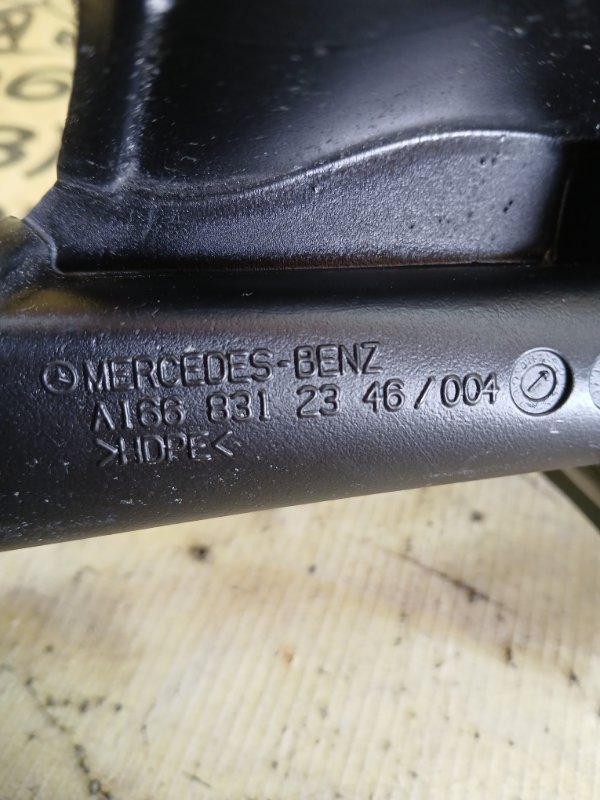 MERCEDES-BENZ
A166 831 23 46/004
>HDPE<